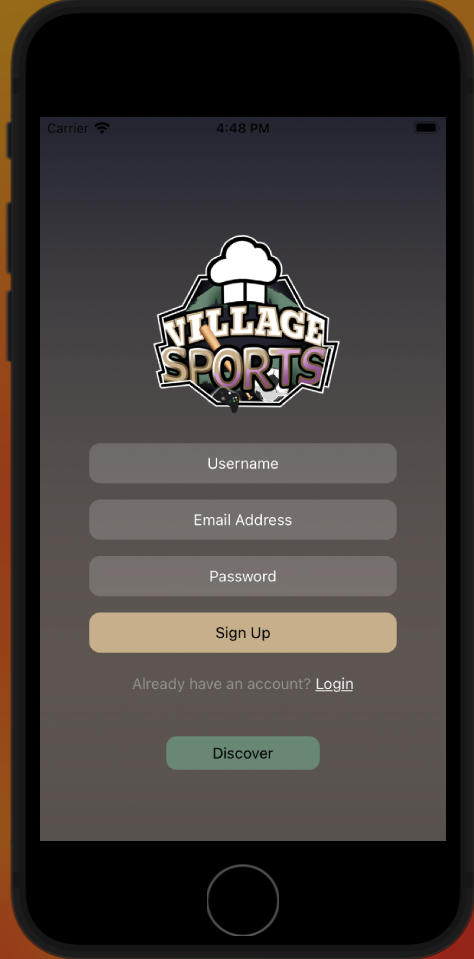 Carrier 4:48 PM
VILLAGE
SPORTS
Username
Email Address
Password
Sign Up
Already have an account? Login
Discover